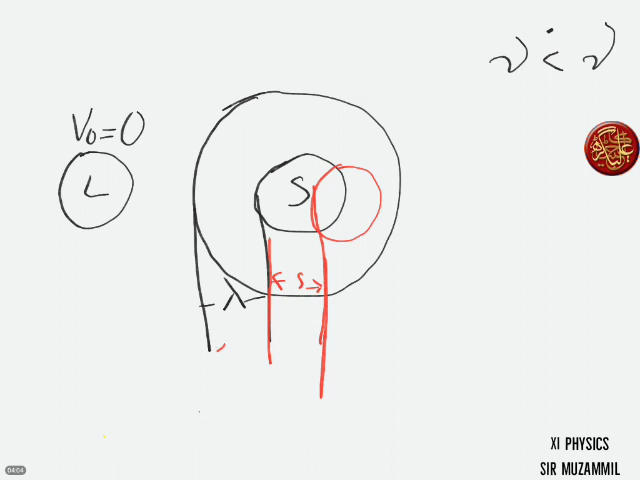 ν̇ < ν
V₀=0
L
S
λ
← s →
XI PHYSICS
SIR MUZAMMIL
04:04